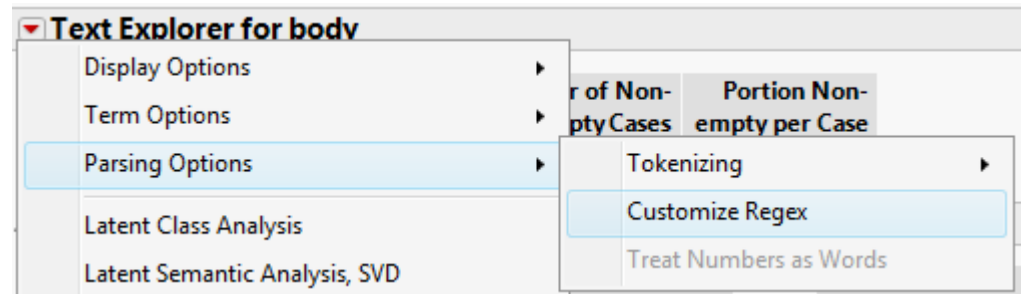 Text Explorer for body
Display Options
Term Options
Parsing Options
Latent Class Analysis
Latent Semantic Analysis, SVD
r of Non-
pty Cases
Portion Non-
empty per Case
Tokenizing
Customize Regex
Treat Numbers as Words